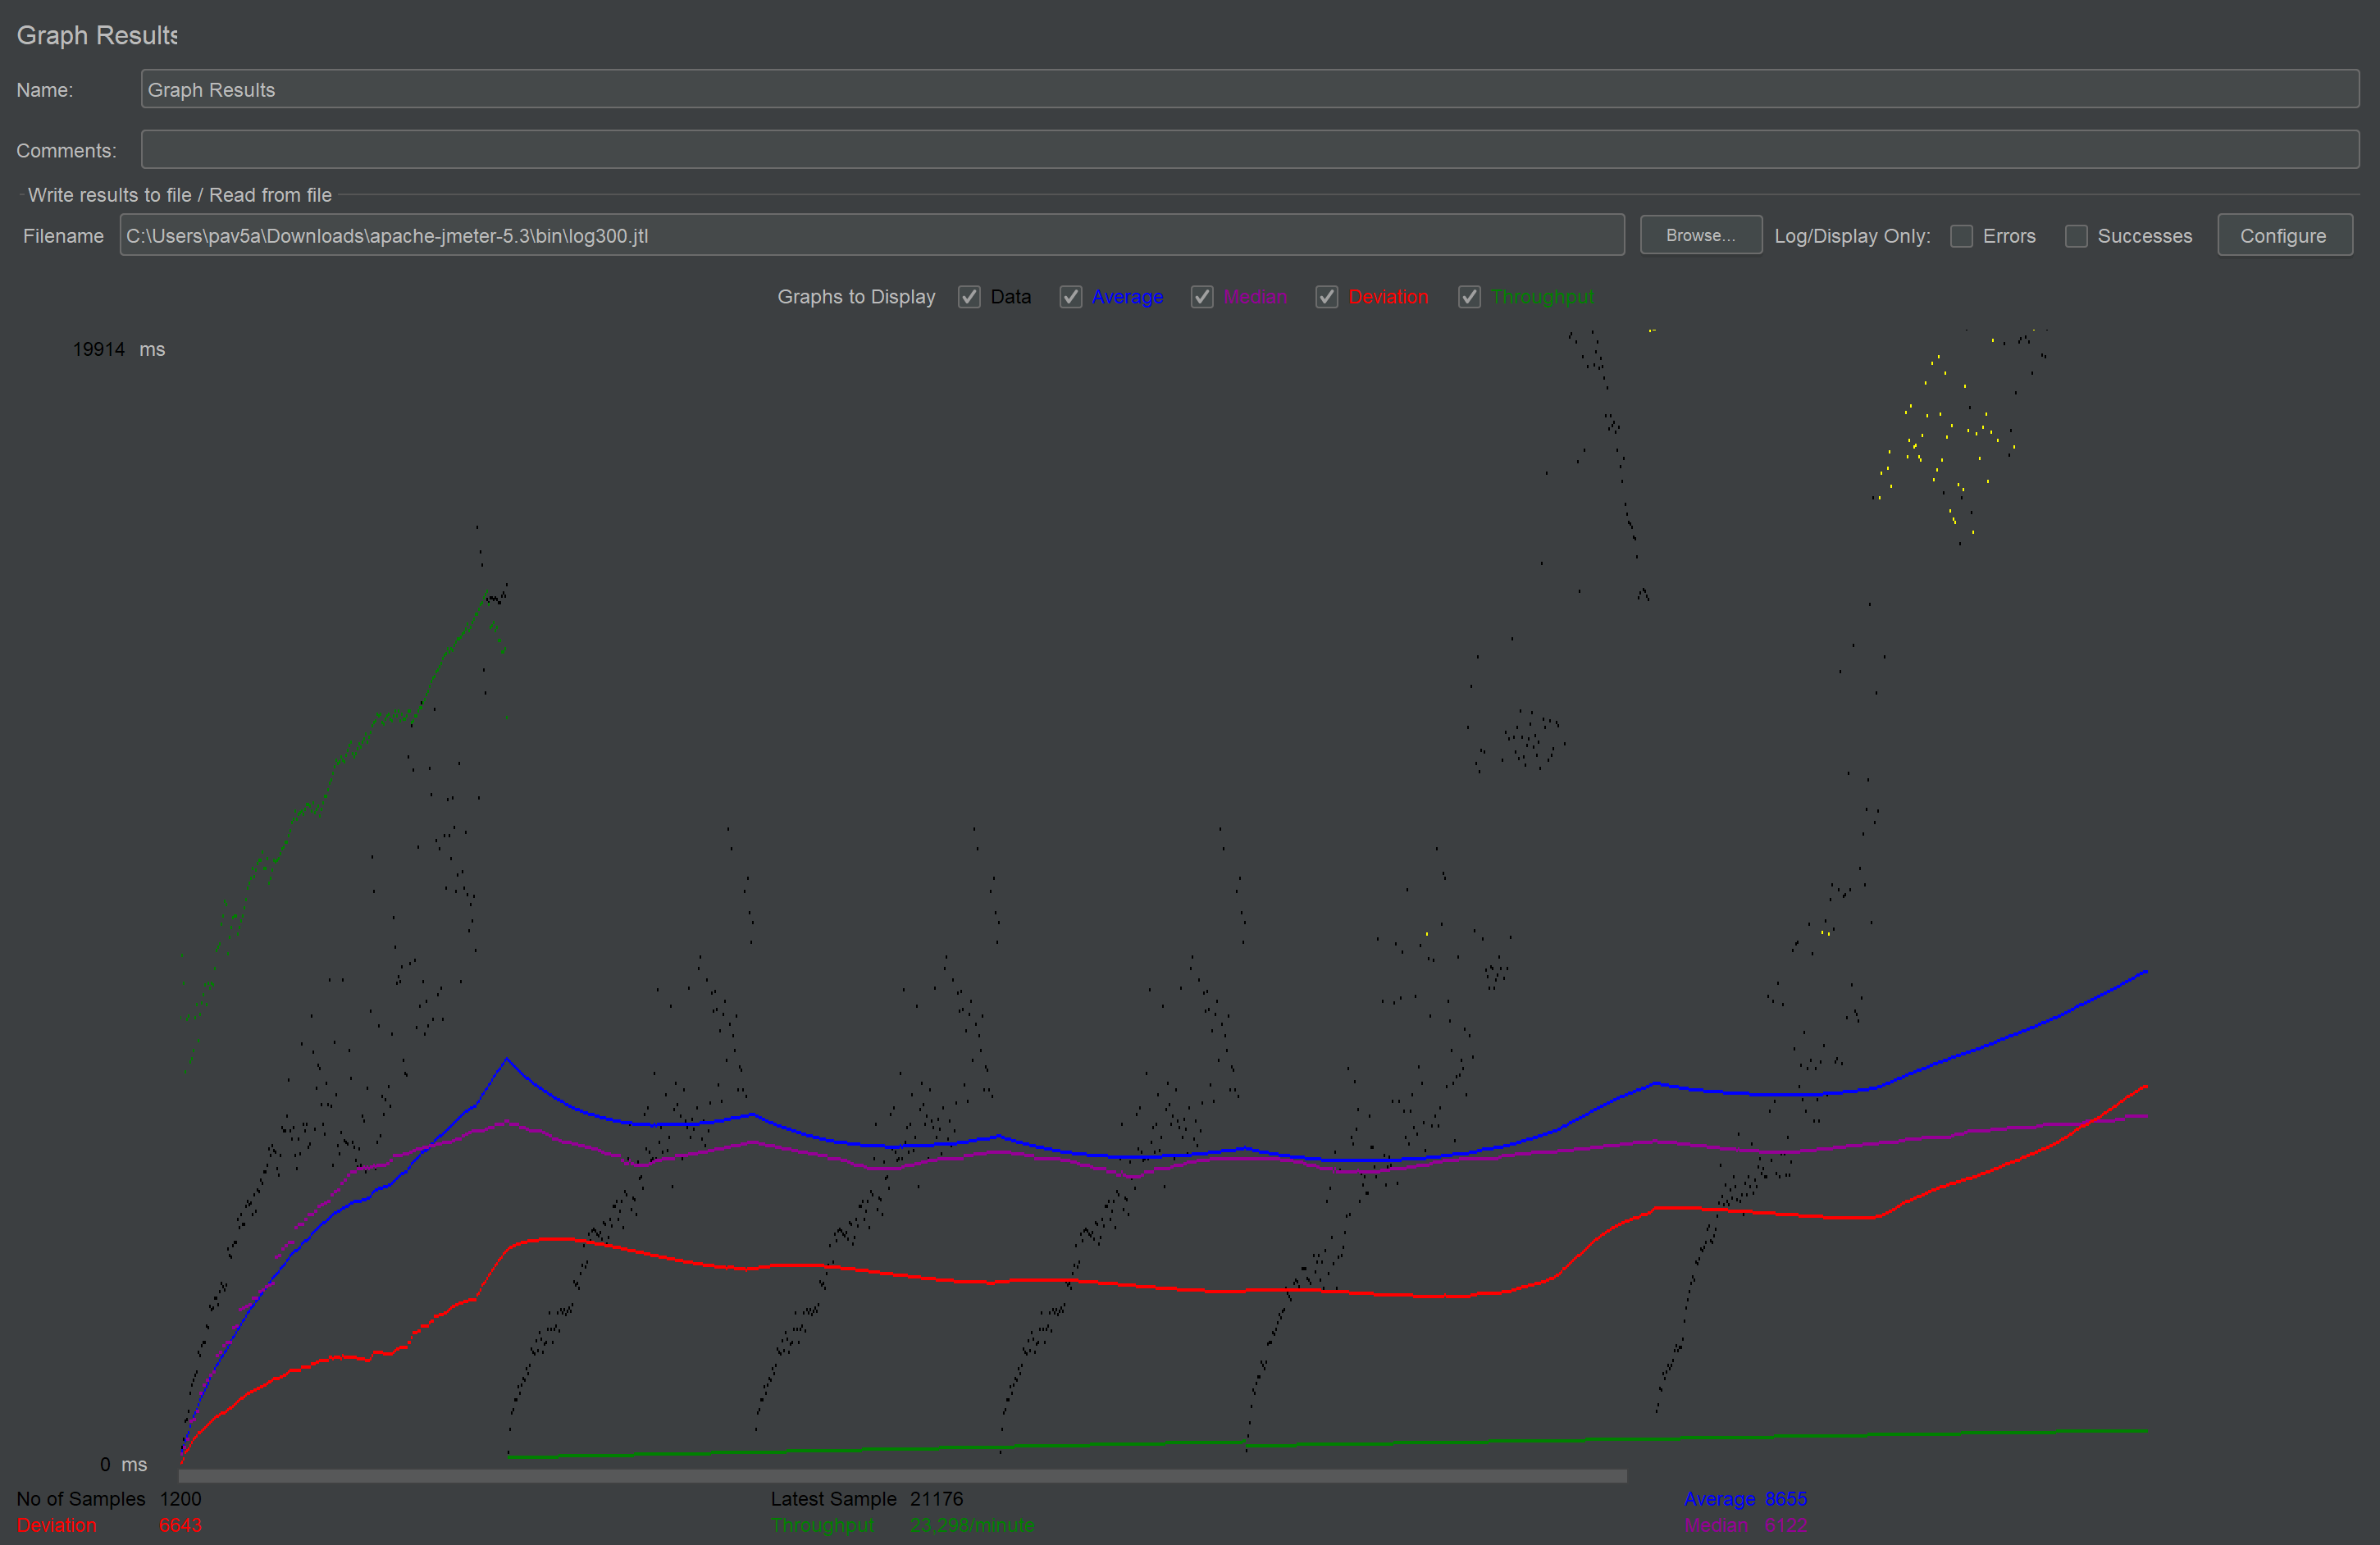 Graph Results
Name: Graph Results
Comments:
Write results to file / Read from file
Filename C:\Users\pav5a\Downloads\apache-jmeter-5.3\bin\log300.jtl Browse... Log/Display Only: Errors Successes Configure
Graphs to Display Data Average Median Deviation Throughput
19914 ms
0 ms
No of Samples 1200 Latest Sample 21176 Average 8655
Deviation 6643 Throughput 23,298/minute Median 6122